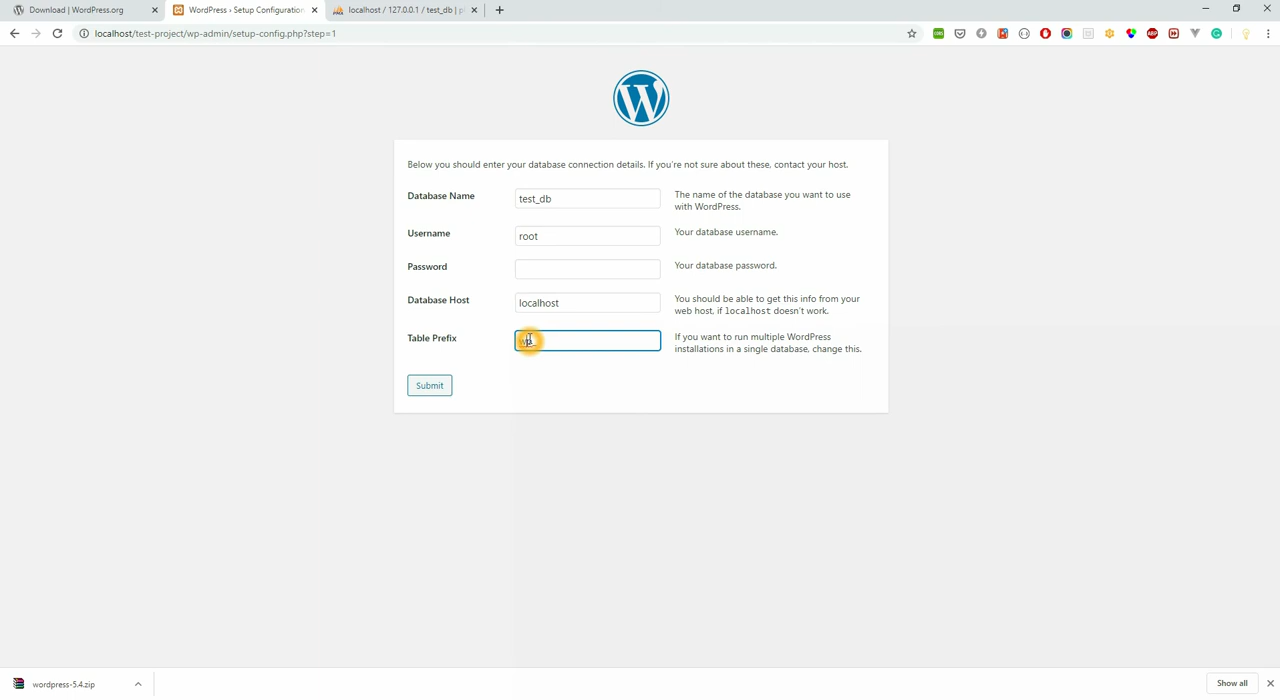 Download | WordPress.org
WordPress › Setup Configuration
localhost / 127.0.0.1 / test_db |
localhost/test-project/wp-admin/setup-config.php?step=1
Below you should enter your database connection details. If you're not sure about these, contact your host.
Database Name
test_db
The name of the database you want to use
with WordPress.
Username
root
Your database username.
Password
Your database password.
Database Host
localhost
You should be able to get this info from your
web host, if localhost doesn't work.
Table Prefix
wp_
If you want to run multiple WordPress
installations in a single database, change this.
Submit
wordpress-5.4.zip
Show all